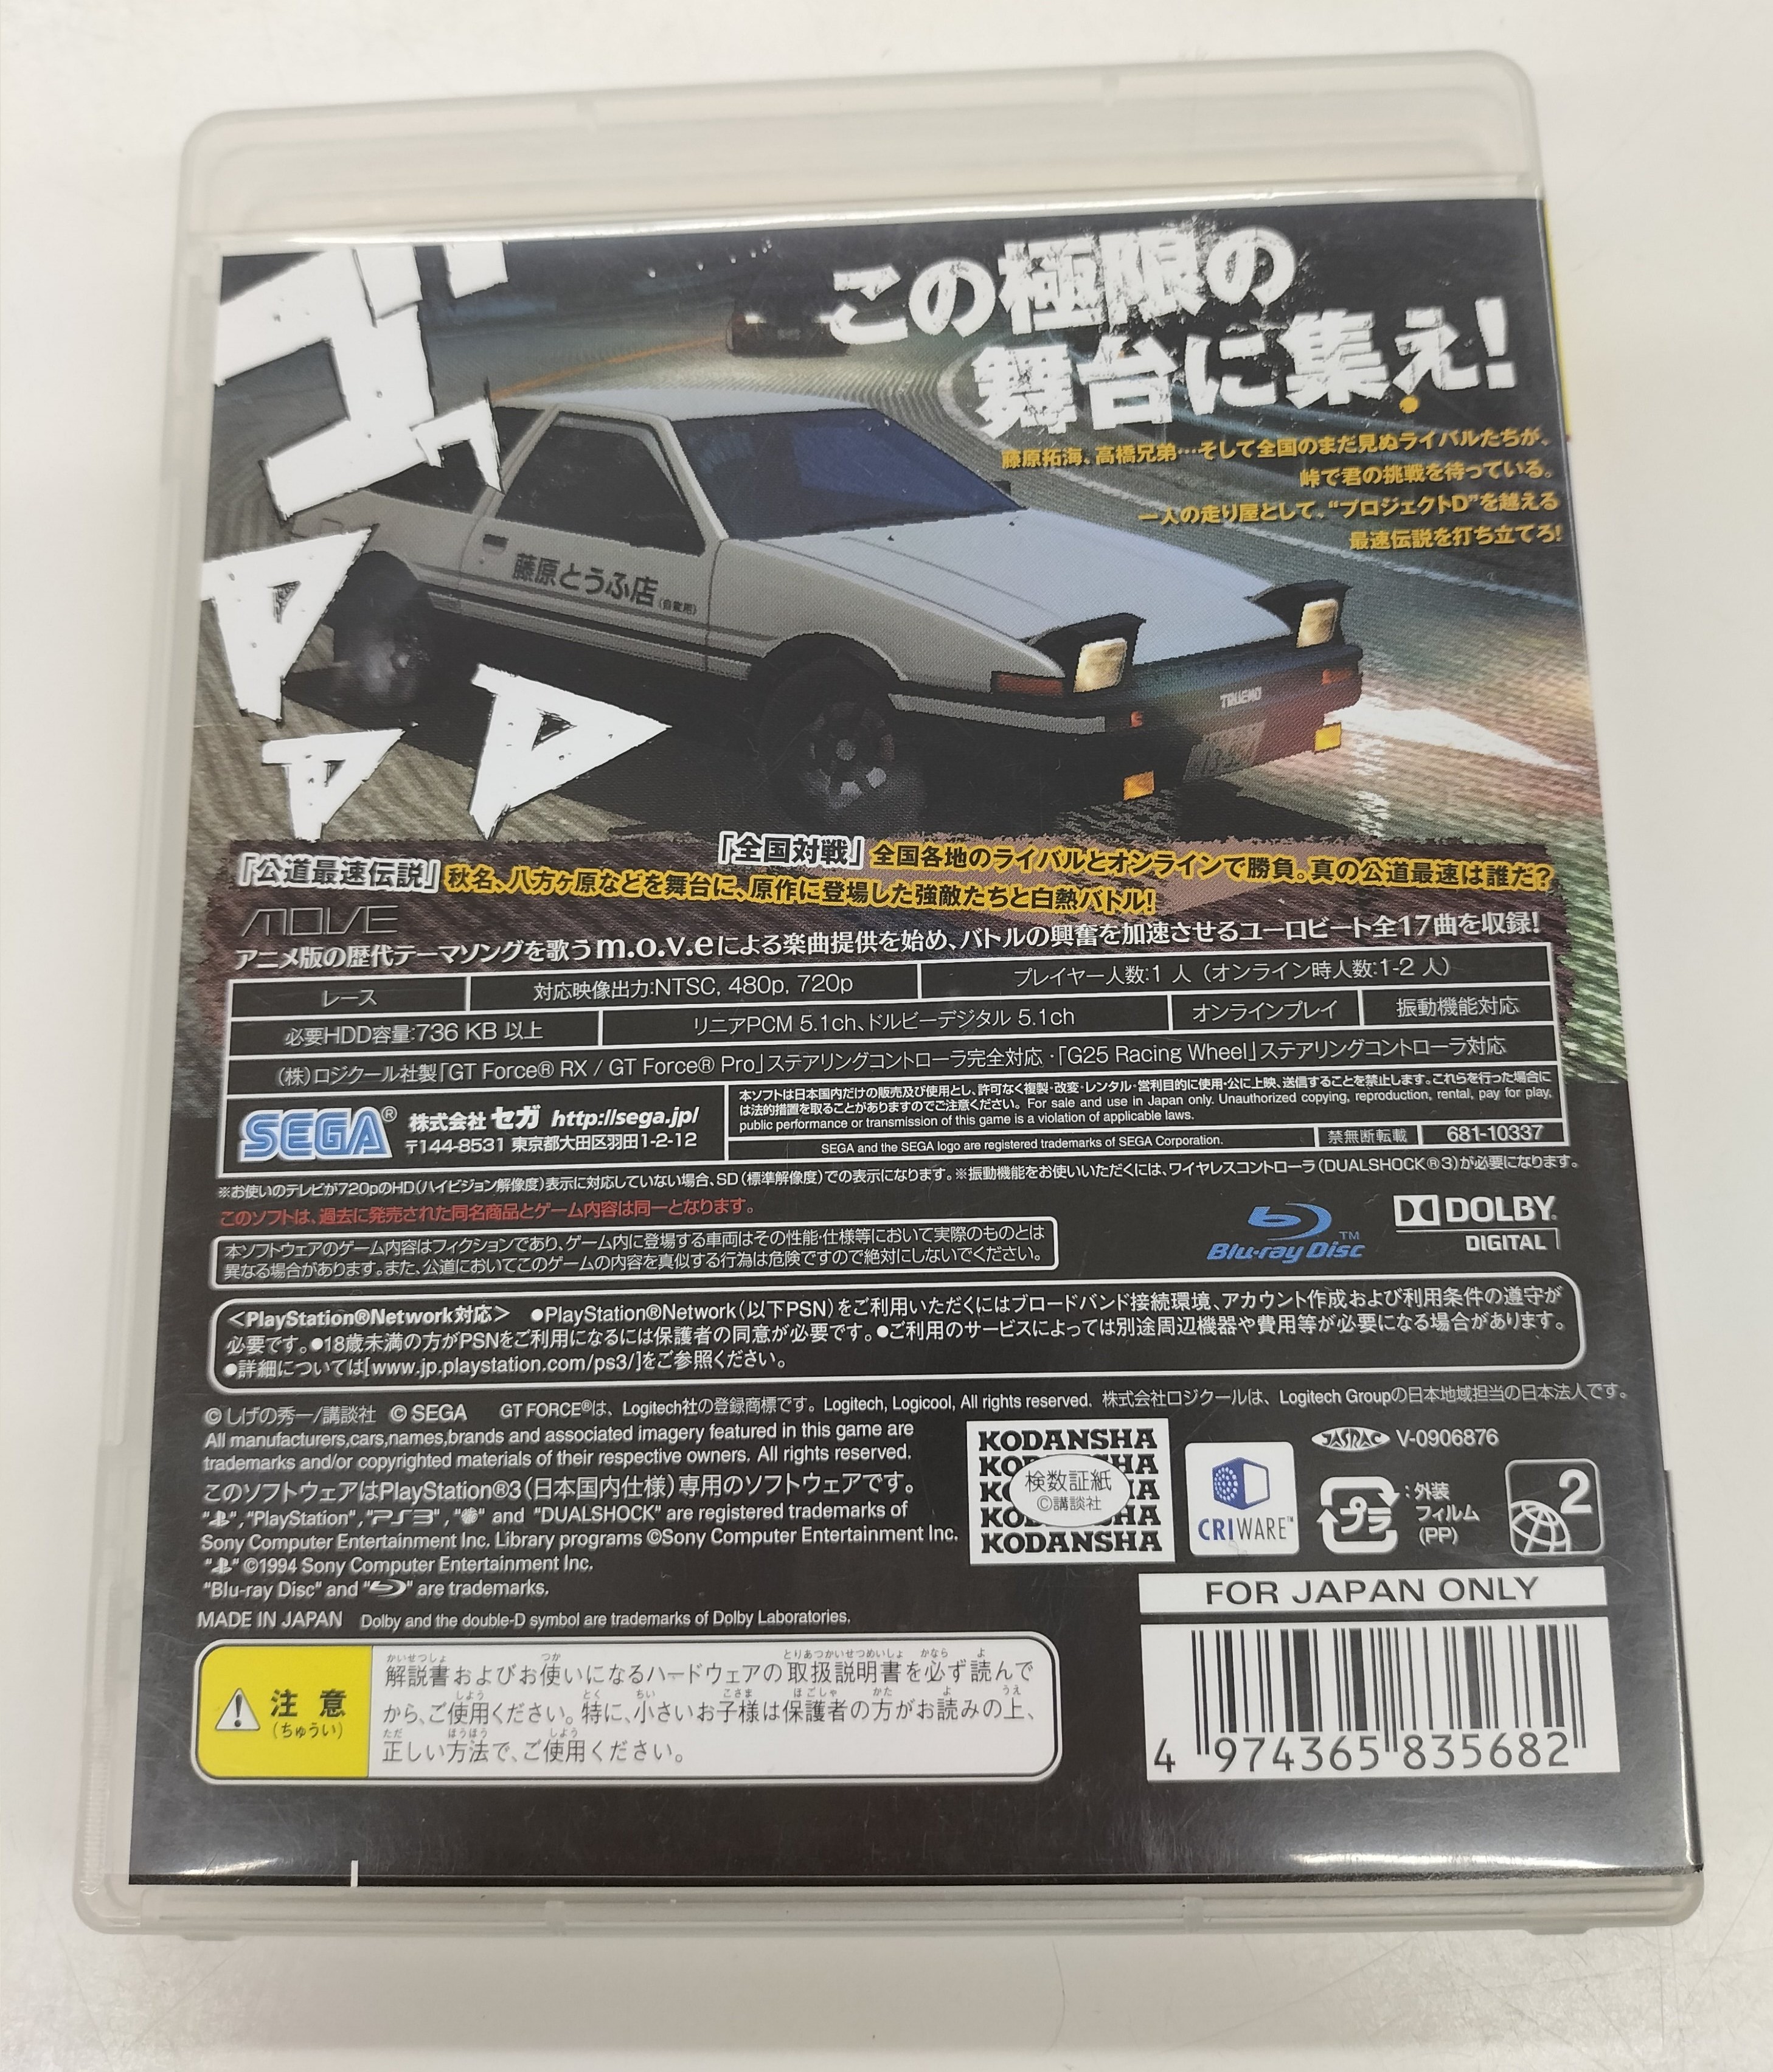 この極限の
舞台に集え!
藤原拓海、高橋兄弟…そして全国のまだ見ぬライバルたちが、
峠で君の挑戦を待っている。
一人の走り屋として、“プロジェクトD”を越える
最速伝説を打ち立てろ!
ゴッ
ア
ア
ア
藤原とうふ店
(自家用)
TRUENO
13-954
「全国対戦」全国各地のライバルとオンラインで勝負。真の公道最速は誰だ?
「公道最速伝説」秋名、八方ヶ原などを舞台に、原作に登場した強敵たちと白熱バトル!
MOVE
アニメ版の歴代テーマソングを歌うm.o.v.eによる楽曲提供を始め、バトルの興奮を加速させるユーロビート全17曲を収録!
レース
対応映像出力:NTSC, 480p, 720p
プレイヤー人数:1 人 (オンライン時人数:1-2 人)
必要HDD容量:736 KB 以上
リニアPCM 5.1ch、ドルビーデジタル 5.1ch
オンラインプレイ
振動機能対応
(株)ロジクール社製「GT Force® RX / GT Force® Pro」ステアリングコントローラ完全対応・「G25 Racing Wheel」ステアリングコントローラ対応
SEGA®
株式会社 セガ http://sega.jp/
〒144-8531 東京都大田区羽田1-2-12
本ソフトは日本国内だけの販売及び使用とし、許可なく複製・改変・レンタル・営利目的に使用・公に上映、送信することを禁止します。これらを行った場合に
は法的措置を取ることがありますのでご注意ください。For sale and use in Japan only. Unauthorized copying, reproduction, rental, pay for play,
public performance or transmission of this game is a violation of applicable laws.
SEGA and the SEGA logo are registered trademarks of SEGA Corporation.
禁無断転載
681-10337
※お使いのテレビが720pのHD(ハイビジョン解像度)表示に対応していない場合、SD(標準解像度)での表示になります。※振動機能をお使いいただくには、ワイヤレスコントローラ(DUALSHOCK®3)が必要になります。
このソフトは、過去に発売された同名商品とゲーム内容は同一となります。
本ソフトウェアのゲーム内容はフィクションであり、ゲーム内に登場する車両はその性能・仕様等において実際のものとは
異なる場合があります。また、公道においてこのゲームの内容を真似する行為は危険ですので絶対にしないでください。
Blu-ray Disc™
DOLBY
DIGITAL
<PlayStation®Network対応> ●PlayStation®Network(以下PSN)をご利用いただくにはブロードバンド接続環境、アカウント作成および利用条件の遵守が
必要です。●18歳未満の方がPSNをご利用になるには保護者の同意が必要です。●ご利用のサービスによっては別途周辺機器や費用等が必要になる場合があります。
●詳細については[www.jp.playstation.com/ps3/]をご参照ください。
© しげの秀一/講談社 © SEGA GT FORCE®は、Logitech社の登録商標です。Logitech, Logicool, All rights reserved. 株式会社ロジクールは、Logitech Groupの日本地域担当の日本法人です。
All manufacturers,cars,names,brands and associated imagery featured in this game are
trademarks and/or copyrighted materials of their respective owners. All rights reserved.
このソフトウェアはPlayStation®3(日本国内仕様)専用のソフトウェアです。
" ","PlayStation","PS3"," " and "DUALSHOCK" are registered trademarks of
Sony Computer Entertainment Inc. Library programs ©Sony Computer Entertainment Inc.
" " ©1994 Sony Computer Entertainment Inc.
"Blu-ray Disc" and " " are trademarks.
MADE IN JAPAN Dolby and the double-D symbol are trademarks of Dolby Laboratories.
KODANSHA
検数証紙
©講談社
KODANSHA
CRIWARE™
JASRAC V-0906876
プラ
:外装
フィルム
(PP)
2
FOR JAPAN ONLY
4 974365 835682
注意
(ちゅうい)
解説書およびお使いになるハードウェアの取扱説明書を必ず読んで
から、ご使用ください。特に、小さいお子様は保護者の方がお読みの上、
正しい方法で、ご使用ください。